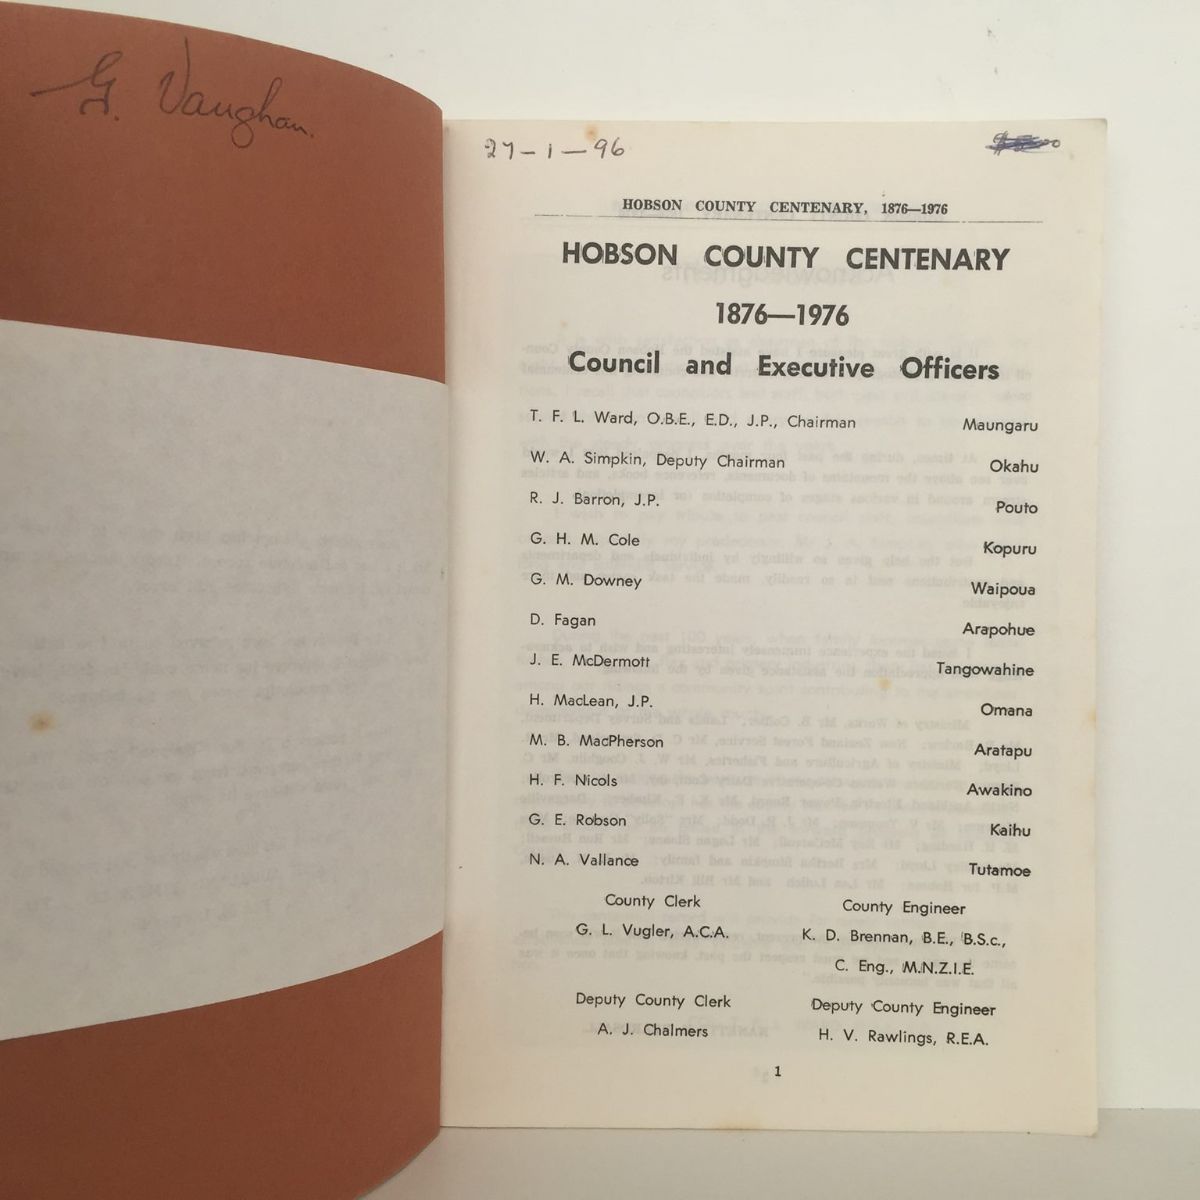 G. Vaughan.
27-1-96
HOBSON COUNTY CENTENARY, 1876—1976
HOBSON COUNTY CENTENARY
1876—1976
Council and Executive Officers
T. F. L. Ward, O.B.E., E.D., J.P., Chairman Maungaru
W. A. Simpkin, Deputy Chairman Okahu
R. J. Barron, J.P. Pouto
G. H. M. Cole Kopuru
G. M. Downey Waipoua
D. Fagan Arapohue
J. E. McDermott Tangowahine
H. MacLean, J.P. Omana
M. B. MacPherson Aratapu
H. F. Nicols Awakino
G. E. Robson Kaihu
N. A. Vallance Tutamoe
County Clerk
G. L. Vugler, A.C.A.
County Engineer
K. D. Brennan, B.E., B.S.c.,
C. Eng., M.N.Z.I.E.
Deputy County Clerk
A. J. Chalmers
Deputy County Engineer
H. V. Rawlings, R.E.A.
1